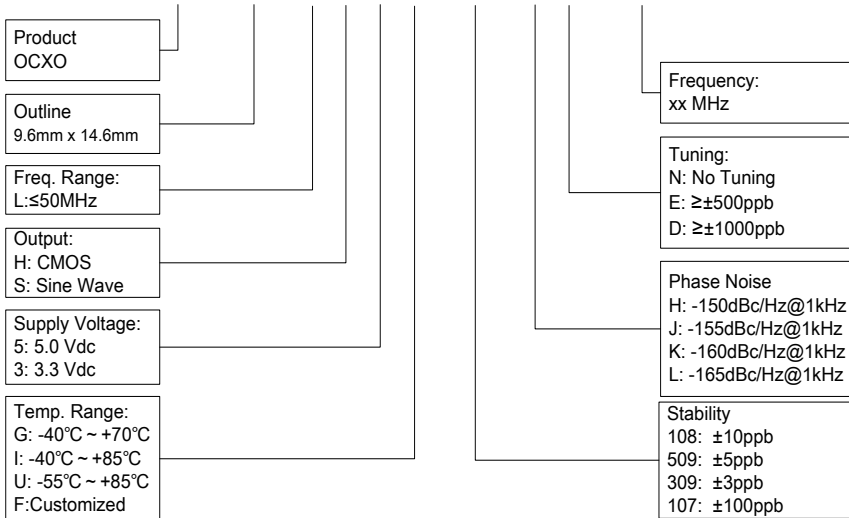 Product
OCXO
Outline
9.6mm x 14.6mm
Freq. Range:
L:≤50MHz
Output:
H: CMOS
S: Sine Wave
Supply Voltage:
5: 5.0 Vdc
3: 3.3 Vdc
Temp. Range:
G: -40℃ ~ +70℃
I: -40℃ ~ +85℃
U: -55℃ ~ +85℃
F:Customized
Frequency:
xx MHz
Tuning:
N: No Tuning
E: ≥±500ppb
D: ≥±1000ppb
Phase Noise
H: -150dBc/Hz@1kHz
J: -155dBc/Hz@1kHz
K: -160dBc/Hz@1kHz
L: -165dBc/Hz@1kHz
Stability
108: ±10ppb
509: ±5ppb
309: ±3ppb
107: ±100ppb